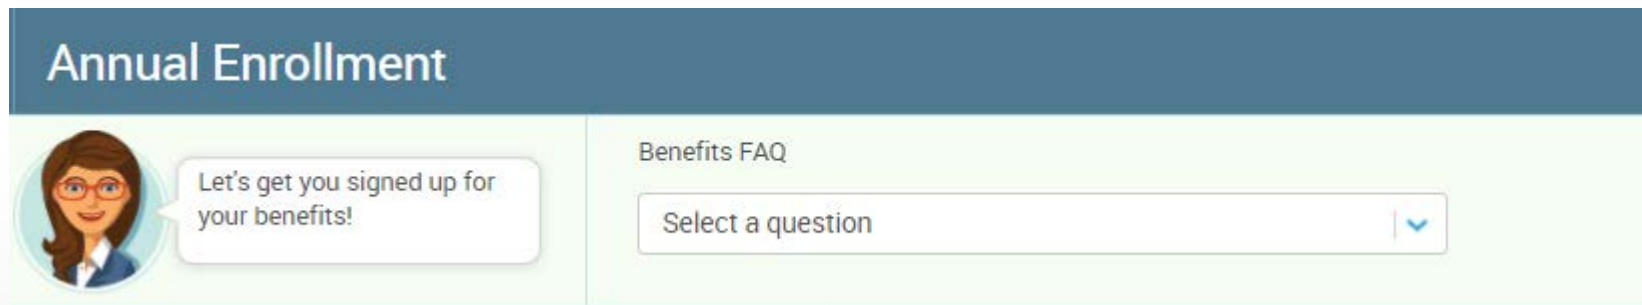 Annual Enrollment
Let's get you signed up for
your benefits!
Benefits FAQ
Select a question